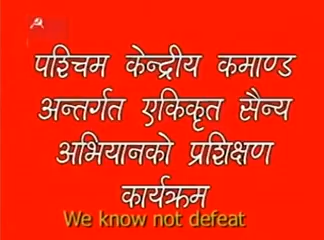 पश्चिम केन्द्रीय कमाण्ड
अन्तर्गत एकिकृत सैन्य
अभियानको प्रशिक्षण
कार्यक्रम
We know not defeat